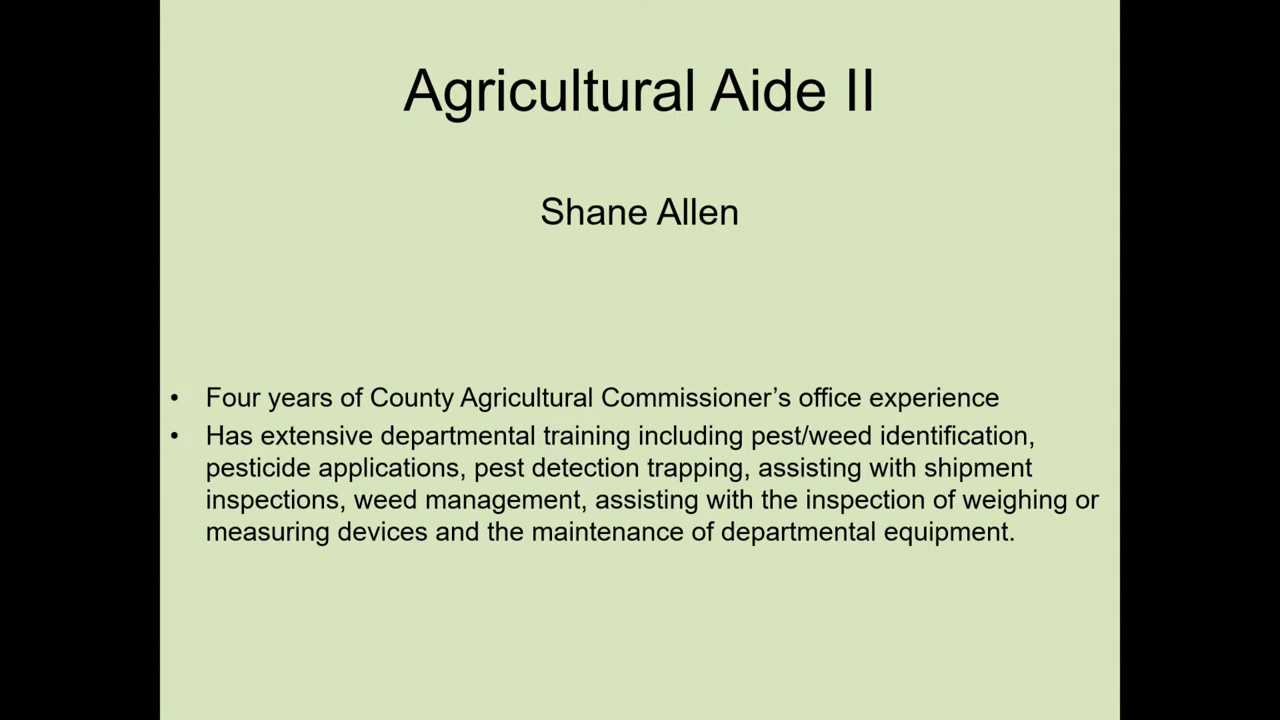 Agricultural Aide II
Shane Allen
• Four years of County Agricultural Commissioner’s office experience
• Has extensive departmental training including pest/weed identification,
pesticide applications, pest detection trapping, assisting with shipment
inspections, weed management, assisting with the inspection of weighing or
measuring devices and the maintenance of departmental equipment.